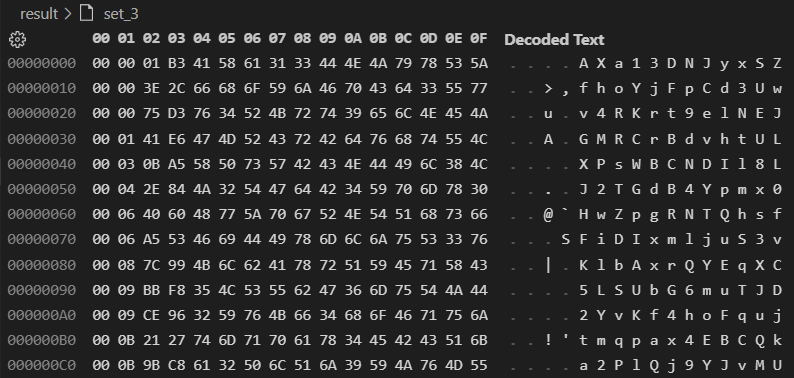 result > set_3
00 01 02 03 04 05 06 07 08 09 0A 0B 0C 0D 0E 0F Decoded Text
00000000 00 00 01 B3 41 58 61 31 33 44 4E 4A 79 78 53 5A . . . . A X a 1 3 D N J y x S Z
00000010 00 3E 2C 66 68 6F 59 6A 46 70 43 64 33 55 77 . > , f h o Y j F p C d 3 U w
00000020 00 75 D3 76 34 52 4B 72 74 39 65 6C 4E 45 4A . u . v 4 R K r t 9 e l N E J
00000030 00 01 41 E6 47 4D 52 43 72 42 64 76 68 74 55 4C . . A . G M R C r B d v h t U L
00000040 00 03 0B A5 58 50 73 57 42 43 4E 44 49 6C 38 4C . . . . X P s W B C N D I l 8 L
00000050 00 04 2E 84 4A 32 54 47 64 42 34 59 70 6D 78 30 . . . . J 2 T G d B 4 Y p m x 0
00000060 00 06 40 60 48 77 5A 70 67 52 4E 54 51 68 73 66 . . @ ` H w Z p g R N T Q h s f
00000070 00 06 A5 53 46 69 44 49 78 6D 6C 6A 75 53 33 76 . . . S F i D I x m l j u S 3 v
00000080 00 08 7C 99 4B 6C 62 41 78 72 51 59 45 71 58 43 . . | . K l b A x r Q Y E q X C
00000090 00 09 BB F8 35 4C 53 55 62 47 36 6D 75 54 4A 44 . . . . 5 L S U b G 6 m u T J D
000000A0 00 09 CE 96 32 59 76 4B 66 34 68 6F 46 71 75 6A . . . . 2 Y v K f 4 h o F q u j
000000B0 00 0B 21 27 74 6D 71 70 61 78 34 45 42 43 51 6B . . ! ' t m q p a x 4 E B C Q k
000000C0 00 0B 9B C8 61 32 50 6C 51 6A 39 59 4A 76 4D 55 . . . . a 2 P l Q j 9 Y J v M U